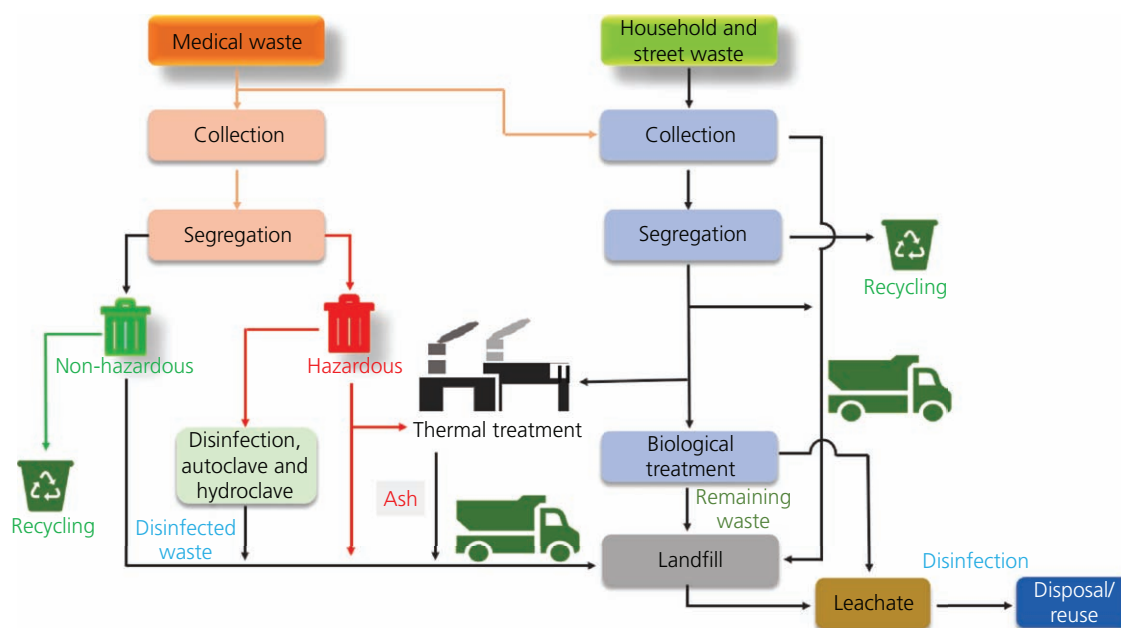 Medical waste
Household and
street waste
Collection
Collection
Segregation
Segregation
Recycling
Non-hazardous
Hazardous
Thermal treatment
Disinfection,
autoclave and
hydroclave
Biological
treatment
Recycling
Ash
Remaining
waste
Disinfected
waste
Landfill
Disinfection
Leachate
Disposal/
reuse